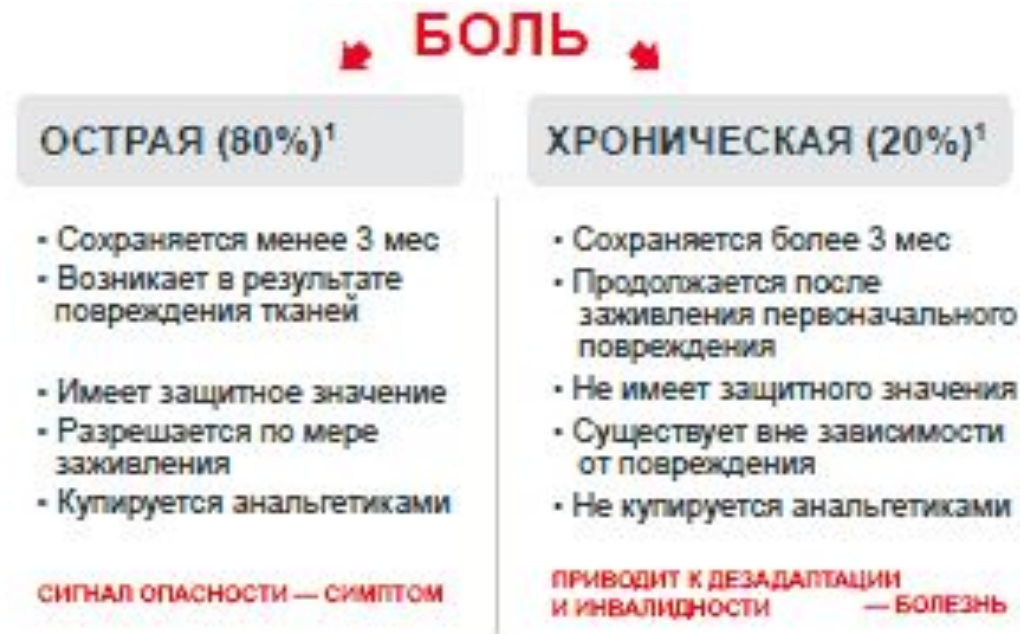 БОЛЬ
ОСТРАЯ (80%)¹
- Сохраняется менее 3 мес
- Возникает в результате
повреждения тканей
- Имеет защитное значение
- Разрешается по мере
заживления
- Купируется анальгетиками
СИГНАЛ ОПАСНОСТИ — СИМПТОМ
ХРОНИЧЕСКАЯ (20%)¹
- Сохраняется более 3 мес
- Продолжается после
заживления первоначального
повреждения
- Не имеет защитного значения
- Существует вне зависимости
от повреждения
- Не купируется анальгетиками
ПРИВОДИТ К ДЕЗАДАПТАЦИИ
И ИНВАЛИДНОСТИ — БОЛЕЗНЬ